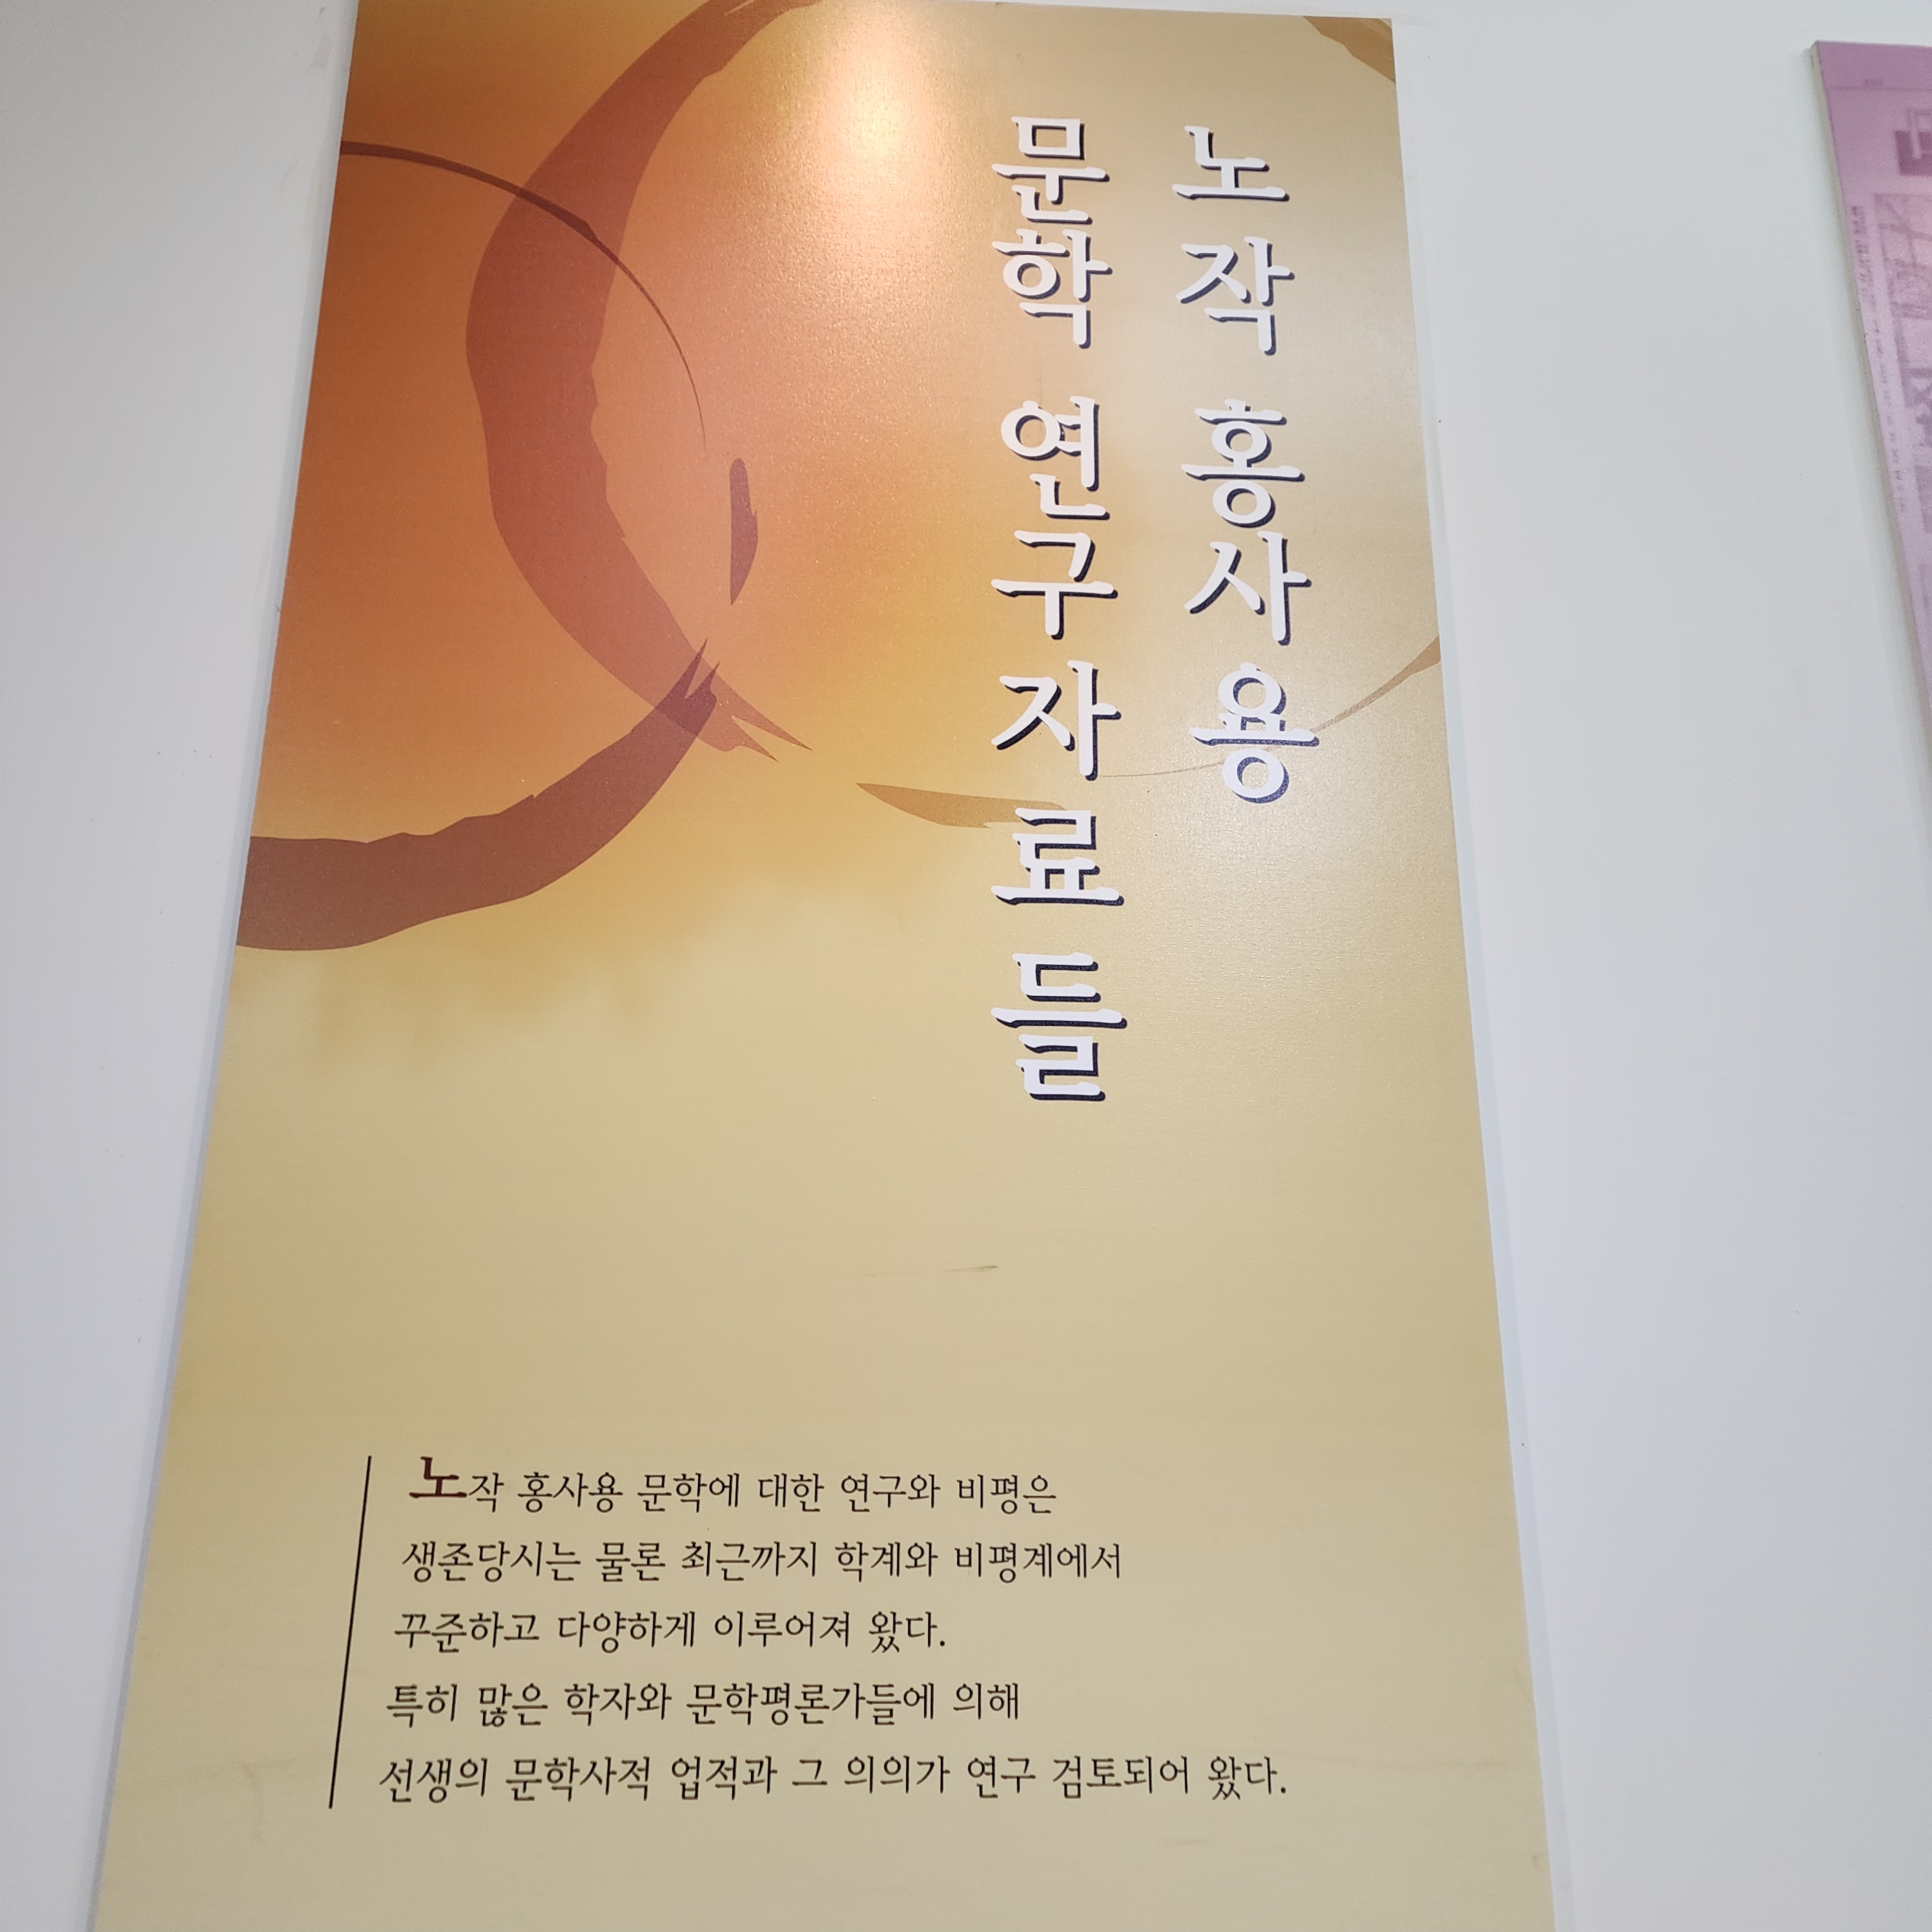 노작 홍사용
문학 연구자료들
노작 홍사용 문학에 대한 연구와 비평은
생존당시는 물론 최근까지 학계와 비평계에서
꾸준하고 다양하게 이루어져 왔다.
특히 많은 학자와 문학평론가들에 의해
선생의 문학사적 업적과 그 의의가 연구 검토되어 왔다.